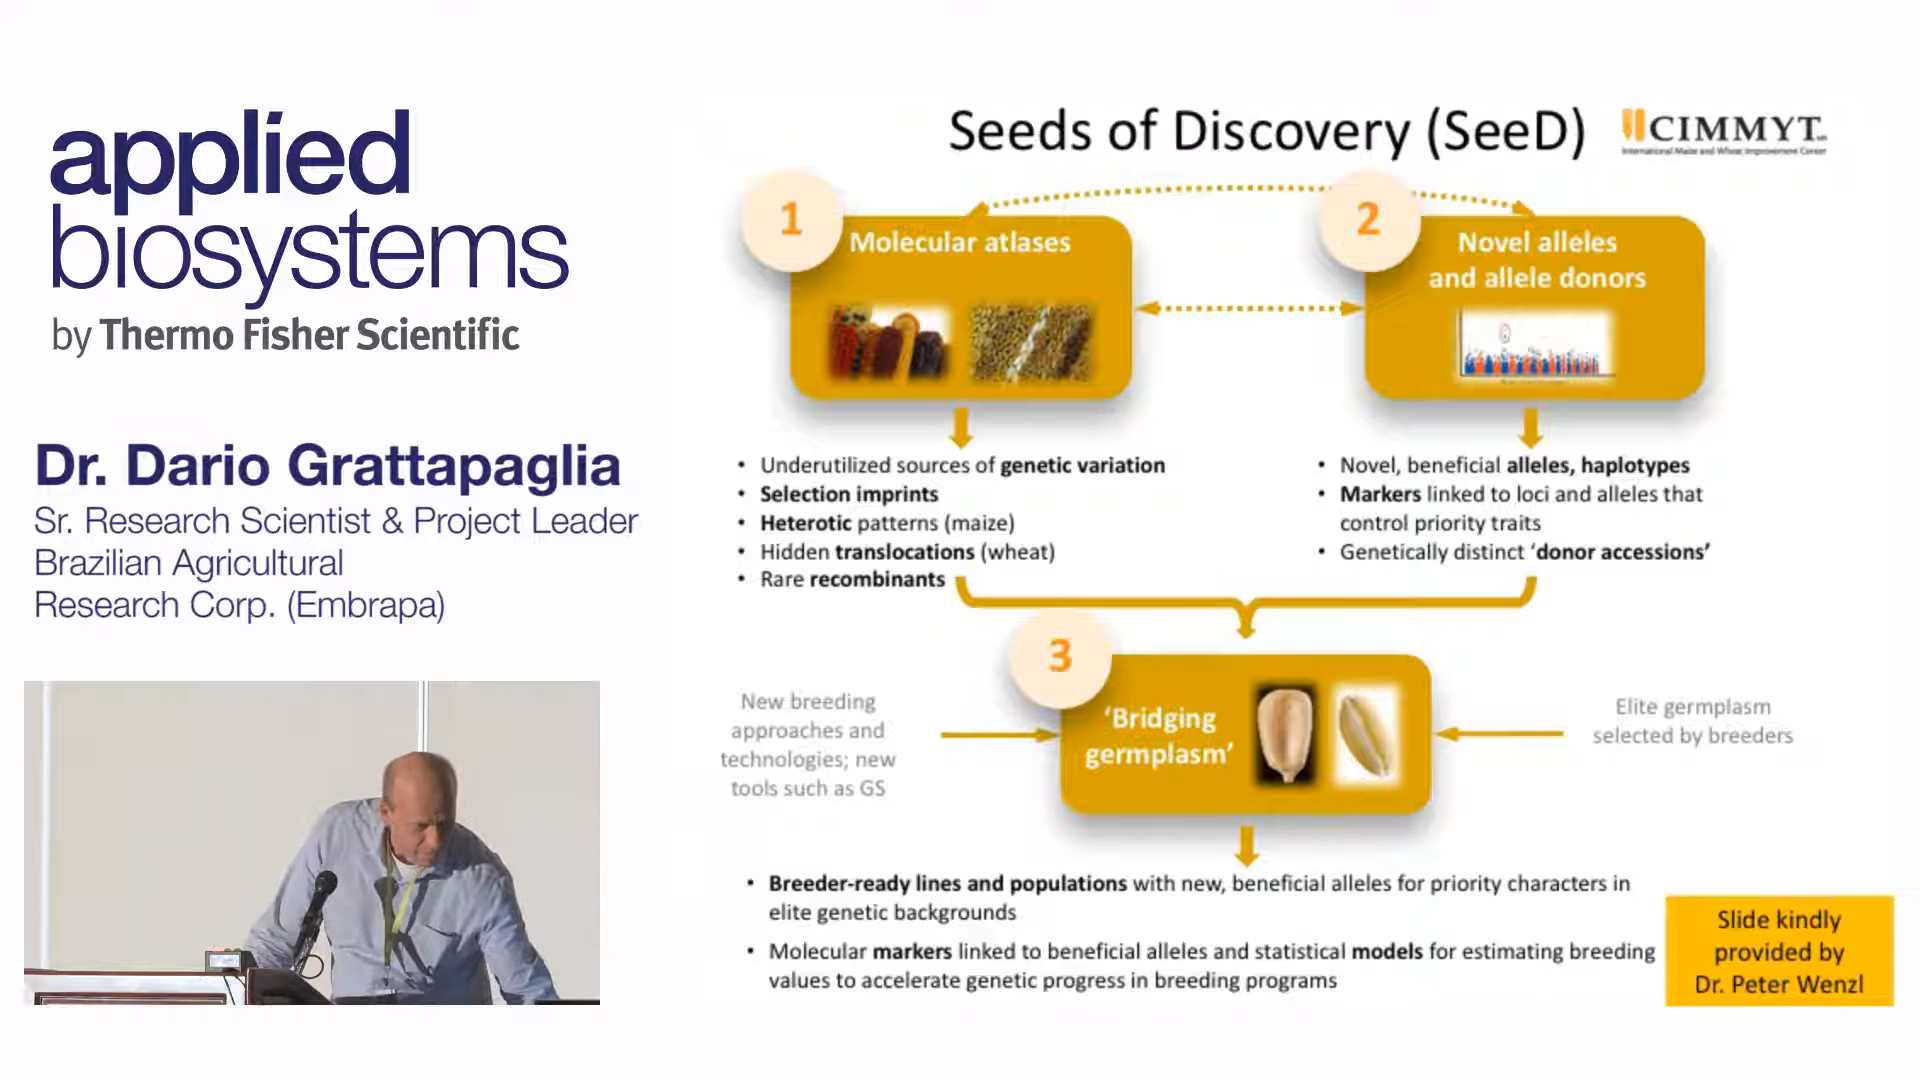 applied
biosystems
by Thermo Fisher Scientific
Dr. Dario Grattapaglia
Sr. Research Scientist & Project Leader
Brazilian Agricultural
Research Corp. (Embrapa)
Seeds of Discovery (SeeD)
CIMMYT
International Maize and Wheat Improvement Center
1
Molecular atlases
2
Novel alleles
and allele donors
• Underutilized sources of genetic variation
• Selection imprints
• Heterotic patterns (maize)
• Hidden translocations (wheat)
• Rare recombinants
• Novel, beneficial alleles, haplotypes
• Markers linked to loci and alleles that
control priority traits
• Genetically distinct ‘donor accessions’
3
‘Bridging
germplasm’
New breeding
approaches and
technologies; new
tools such as GS
Elite germplasm
selected by breeders
• Breeder-ready lines and populations with new, beneficial alleles for priority characters in
elite genetic backgrounds
• Molecular markers linked to beneficial alleles and statistical models for estimating breeding
values to accelerate genetic progress in breeding programs
Slide kindly
provided by
Dr. Peter Wenzl